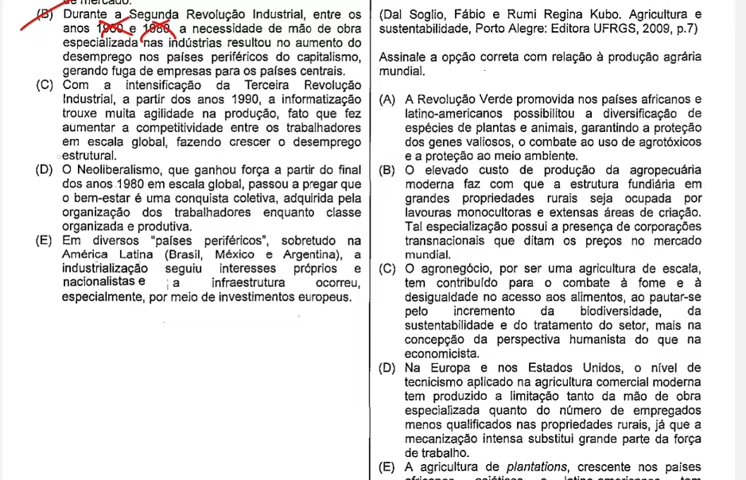 de mercado.
(B) Durante a Segunda Revolução Industrial, entre os
anos 1960 e 1980, a necessidade de mão de obra
especializada nas indústrias resultou no aumento do
desemprego nos países periféricos do capitalismo,
gerando fuga de empresas para os países centrais.
(C) Com a intensificação da Terceira Revolução
Industrial, a partir dos anos 1990, a informatização
trouxe muita agilidade na produção, fato que fez
aumentar a competitividade entre os trabalhadores
em escala global, fazendo crescer o desemprego
estrutural.
(D) O Neoliberalismo, que ganhou força a partir do final
dos anos 1980 em escala global, passou a pregar que
o bem-estar é uma conquista coletiva, adquirida pela
organização dos trabalhadores enquanto classe
organizada e produtiva.
(E) Em diversos "países periféricos", sobretudo na
América Latina (Brasil, México e Argentina), a
industrialização seguiu interesses próprios e
nacionalistas e a infraestrutura ocorreu,
especialmente, por meio de investimentos europeus.
(Dal Soglio, Fábio e Rumi Regina Kubo. Agricultura e
sustentabilidade, Porto Alegre: Editora UFRGS, 2009, p.7)
Assinale a opção correta com relação à produção agrária
mundial.
(A) A Revolução Verde promovida nos países africanos e
latino-americanos possibilitou a diversificação de
espécies de plantas e animais, garantindo a proteção
dos genes valiosos, o combate ao uso de agrotóxicos
e a proteção ao meio ambiente.
(B) O elevado custo de produção da agropecuária
moderna faz com que a estrutura fundiária em
grandes propriedades rurais seja ocupada por
lavouras monocultoras e extensas áreas de criação.
Tal especialização possui a presença de corporações
transnacionais que ditam os preços no mercado
mundial.
(C) O agronegócio, por ser uma agricultura de escala,
tem contribuído para o combate à fome e à
desigualdade no acesso aos alimentos, ao pautar-se
pelo incremento da biodiversidade, da
sustentabilidade e do tratamento do setor, mais na
concepção da perspectiva humanista do que na
economicista.
(D) Na Europa e nos Estados Unidos, o nível de
tecnicismo aplicado na agricultura comercial moderna
tem produzido a limitação tanto da mão de obra
especializada quanto do número de empregados
menos qualificados nas propriedades rurais, já que a
mecanização intensa substitui grande parte da força
de trabalho.
(E) A agricultura de plantations, crescente nos países